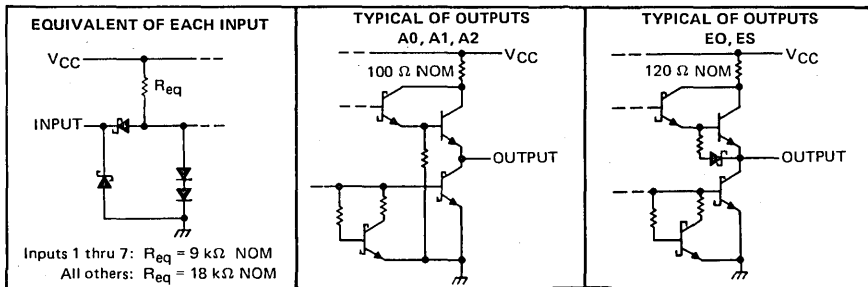 EQUIVALENT OF EACH INPUT
VCC
Req
INPUT
Inputs 1 thru 7: Req = 9 kΩ NOM
All others: Req = 18 kΩ NOM
TYPICAL OF OUTPUTS
A0, A1, A2
VCC
100 Ω NOM
OUTPUT
TYPICAL OF OUTPUTS
EO, ES
VCC
120 Ω NOM
OUTPUT